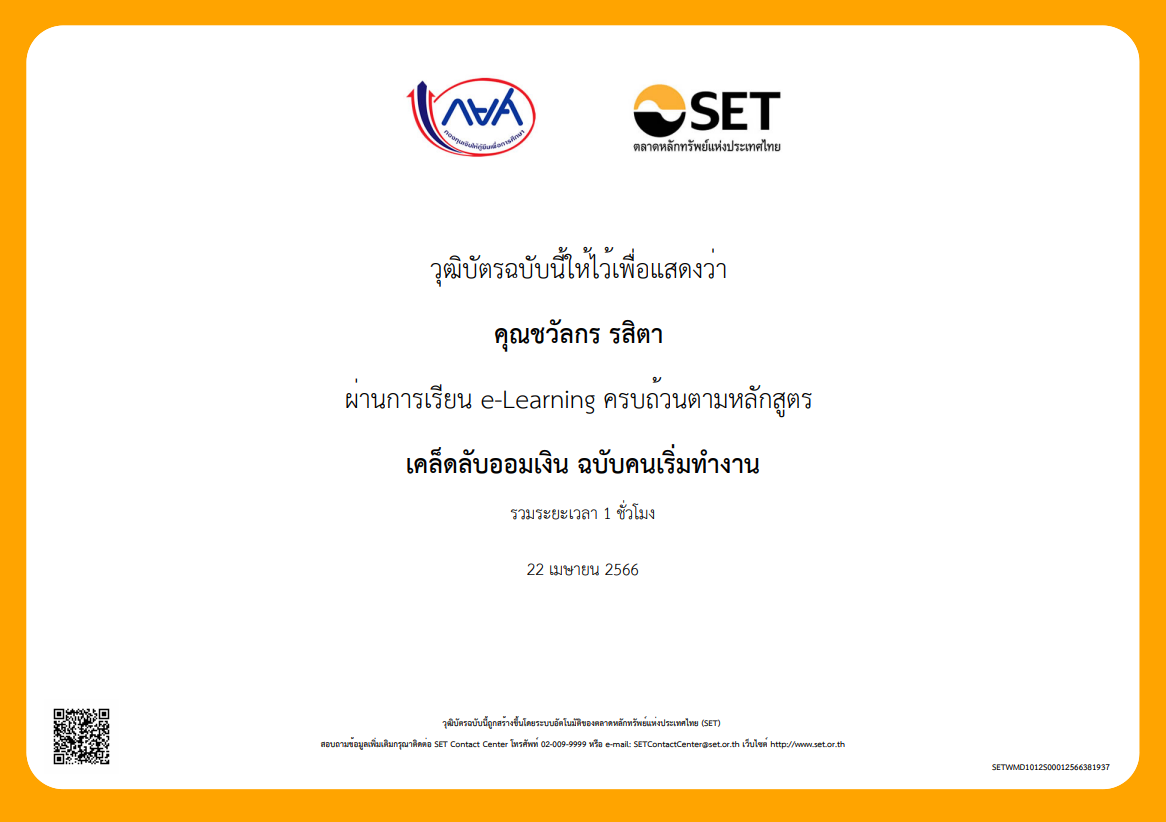 กยศ
กองทุนเงินให้กู้ยืมเพื่อการศึกษา
SET
ตลาดหลักทรัพย์แห่งประเทศไทย
วุฒิบัตรฉบับนี้ให้ไว้เพื่อแสดงว่า
คุณชวัลกร รสิตา
ผ่านการเรียน e-Learning ครบถ้วนตามหลักสูตร
เคล็ดลับออมเงิน ฉบับคนเริ่มทำงาน
รวมระยะเวลา 1 ชั่วโมง
22 เมษายน 2566
วุฒิบัตรฉบับนี้ถูกสร้างขึ้นโดยระบบอัตโนมัติของตลาดหลักทรัพย์แห่งประเทศไทย (SET)
สอบถามข้อมูลเพิ่มเติมกรุณาติดต่อ SET Contact Center โทรศัพท์ 02-009-9999 หรือ e-mail: SETContactCenter@set.or.th เว็บไซต์ http://www.set.or.th
SETWMD1012S00012566381937